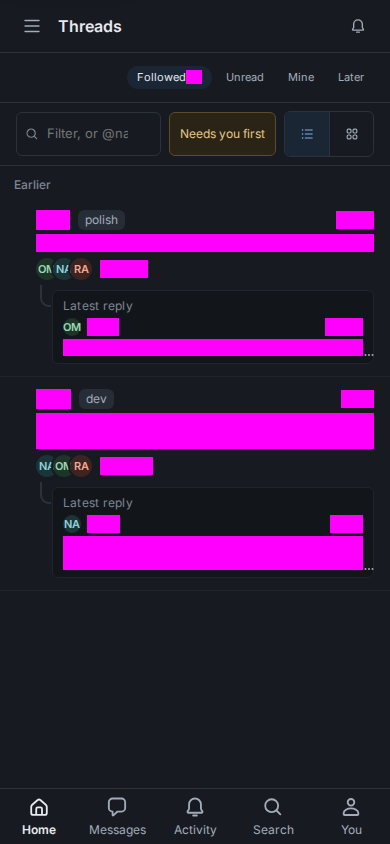 Threads
Followed Unread Mine Later
Filter, or @na Needs you first
Earlier
polish
OM NA RA
Latest reply
OM
…
dev
NA OM RA
Latest reply
NA
…
Home Messages Activity Search You